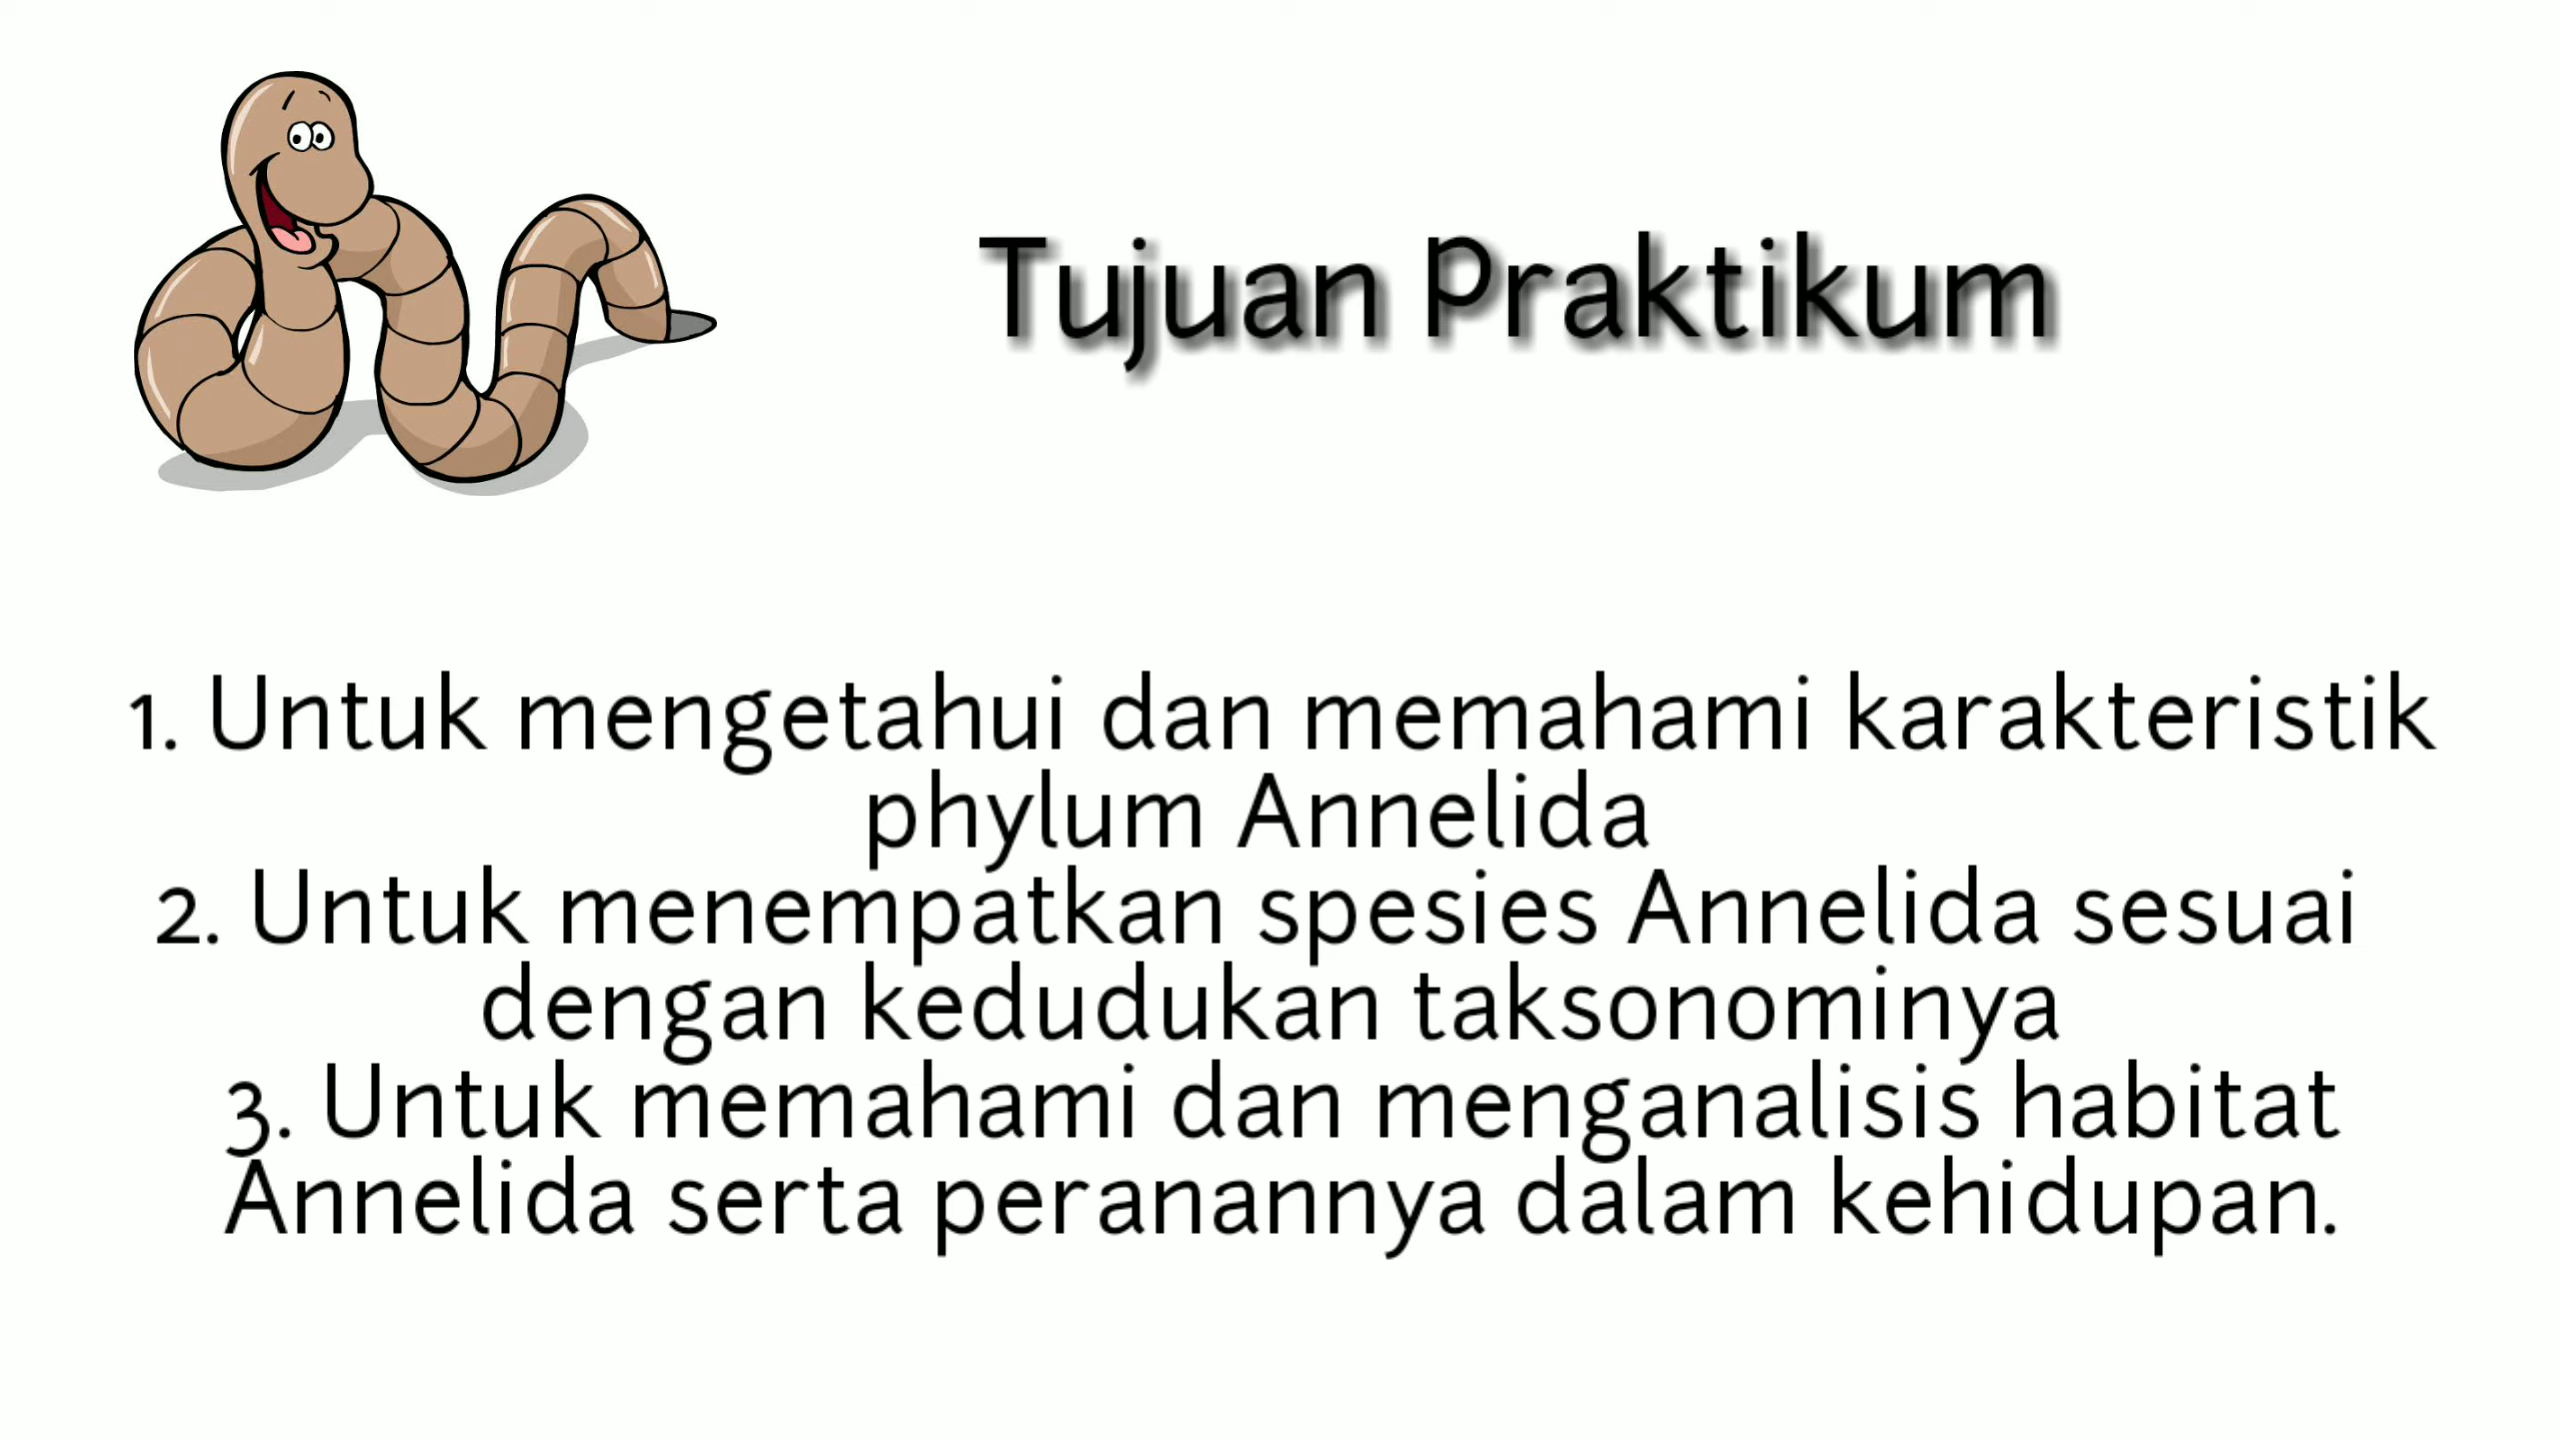 Tujuan Praktikum
1. Untuk mengetahui dan memahami karakteristik
phylum Annelida
2. Untuk menempatkan spesies Annelida sesuai
dengan kedudukan taksonominya
3. Untuk memahami dan menganalisis habitat
Annelida serta peranannya dalam kehidupan.